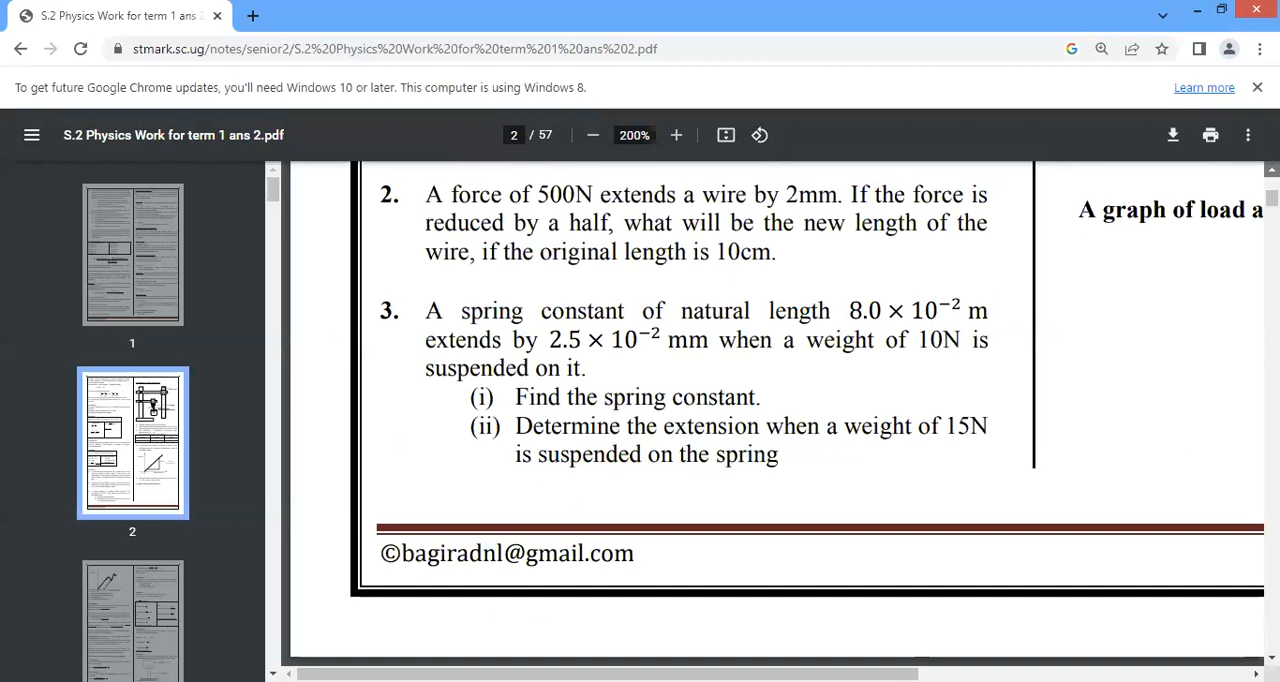 S.2 Physics Work for term 1 ans 2
stmark.sc.ug/notes/senior2/S.2%20Physics%20Work%20for%20term%201%20ans%202.pdf
To get future Google Chrome updates, you'll need Windows 10 or later. This computer is using Windows 8.
Learn more
S.2 Physics Work for term 1 ans 2.pdf
2 / 57
200%
1
2
2. A force of 500N extends a wire by 2mm. If the force is
reduced by a half, what will be the new length of the
wire, if the original length is 10cm.
3. A spring constant of natural length 8.0 × 10⁻² m
extends by 2.5 × 10⁻² mm when a weight of 10N is
suspended on it.
(i) Find the spring constant.
(ii) Determine the extension when a weight of 15N
is suspended on the spring
A graph of load a
©bagiradnl@gmail.com